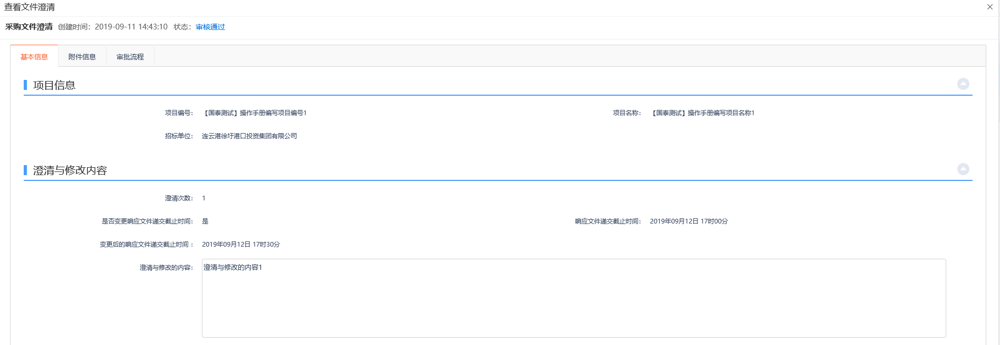 查看文件澄清
采购文件澄清 创建时间：2019-09-11 14:43:10 状态：审核通过
基本信息 附件信息 审批流程
项目信息
项目编号：【国泰测试】操作手册编写项目编号1 项目名称：【国泰测试】操作手册编写项目名称1
招标单位：连云港徐圩港口投资集团有限公司
澄清与修改内容
澄清次数：1
是否变更响应文件递交截止时间：是 响应文件递交截止时间：2019年09月12日 17时00分
变更后的响应文件递交截止时间 ：2019年09月12日 17时30分
澄清与修改的内容：澄清与修改的内容1